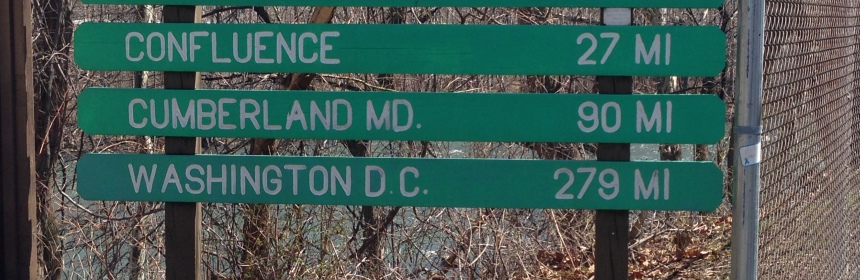 CONFLUENCE 27 MI
CUMBERLAND MD. 90 MI
WASHINGTON D.C. 279 MI